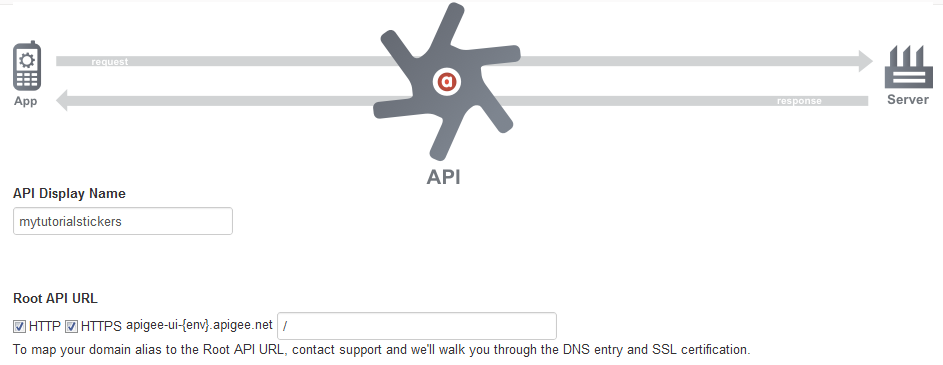 request
App
Server
response
API
API Display Name
mytutorialstickers
Root API URL
HTTP HTTPS apigee-ui-{env}.apigee.net /
To map your domain alias to the Root API URL, contact support and we'll walk you through the DNS entry and SSL certification.